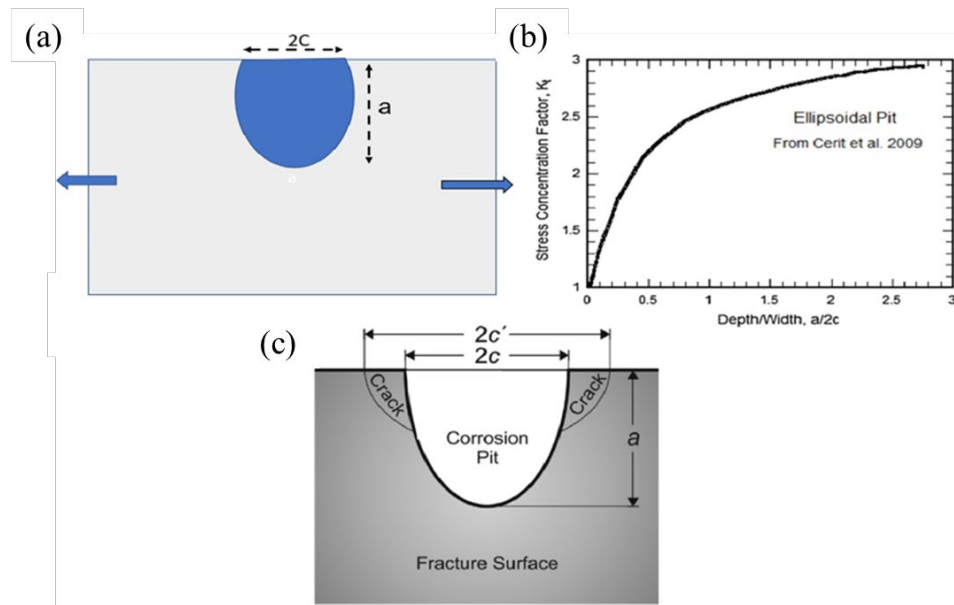 (a)
2C
a
a
(b)
Stress Concentration Factor, Kt
3
2.5
2
1.5
1
Ellipsoidal Pit
From Cerit et al. 2009
0 0.5 1 1.5 2 2.5 3
Depth/Width, a/2c
(c)
2c'
2c
Crack
Crack
a
Corrosion
Pit
Fracture Surface